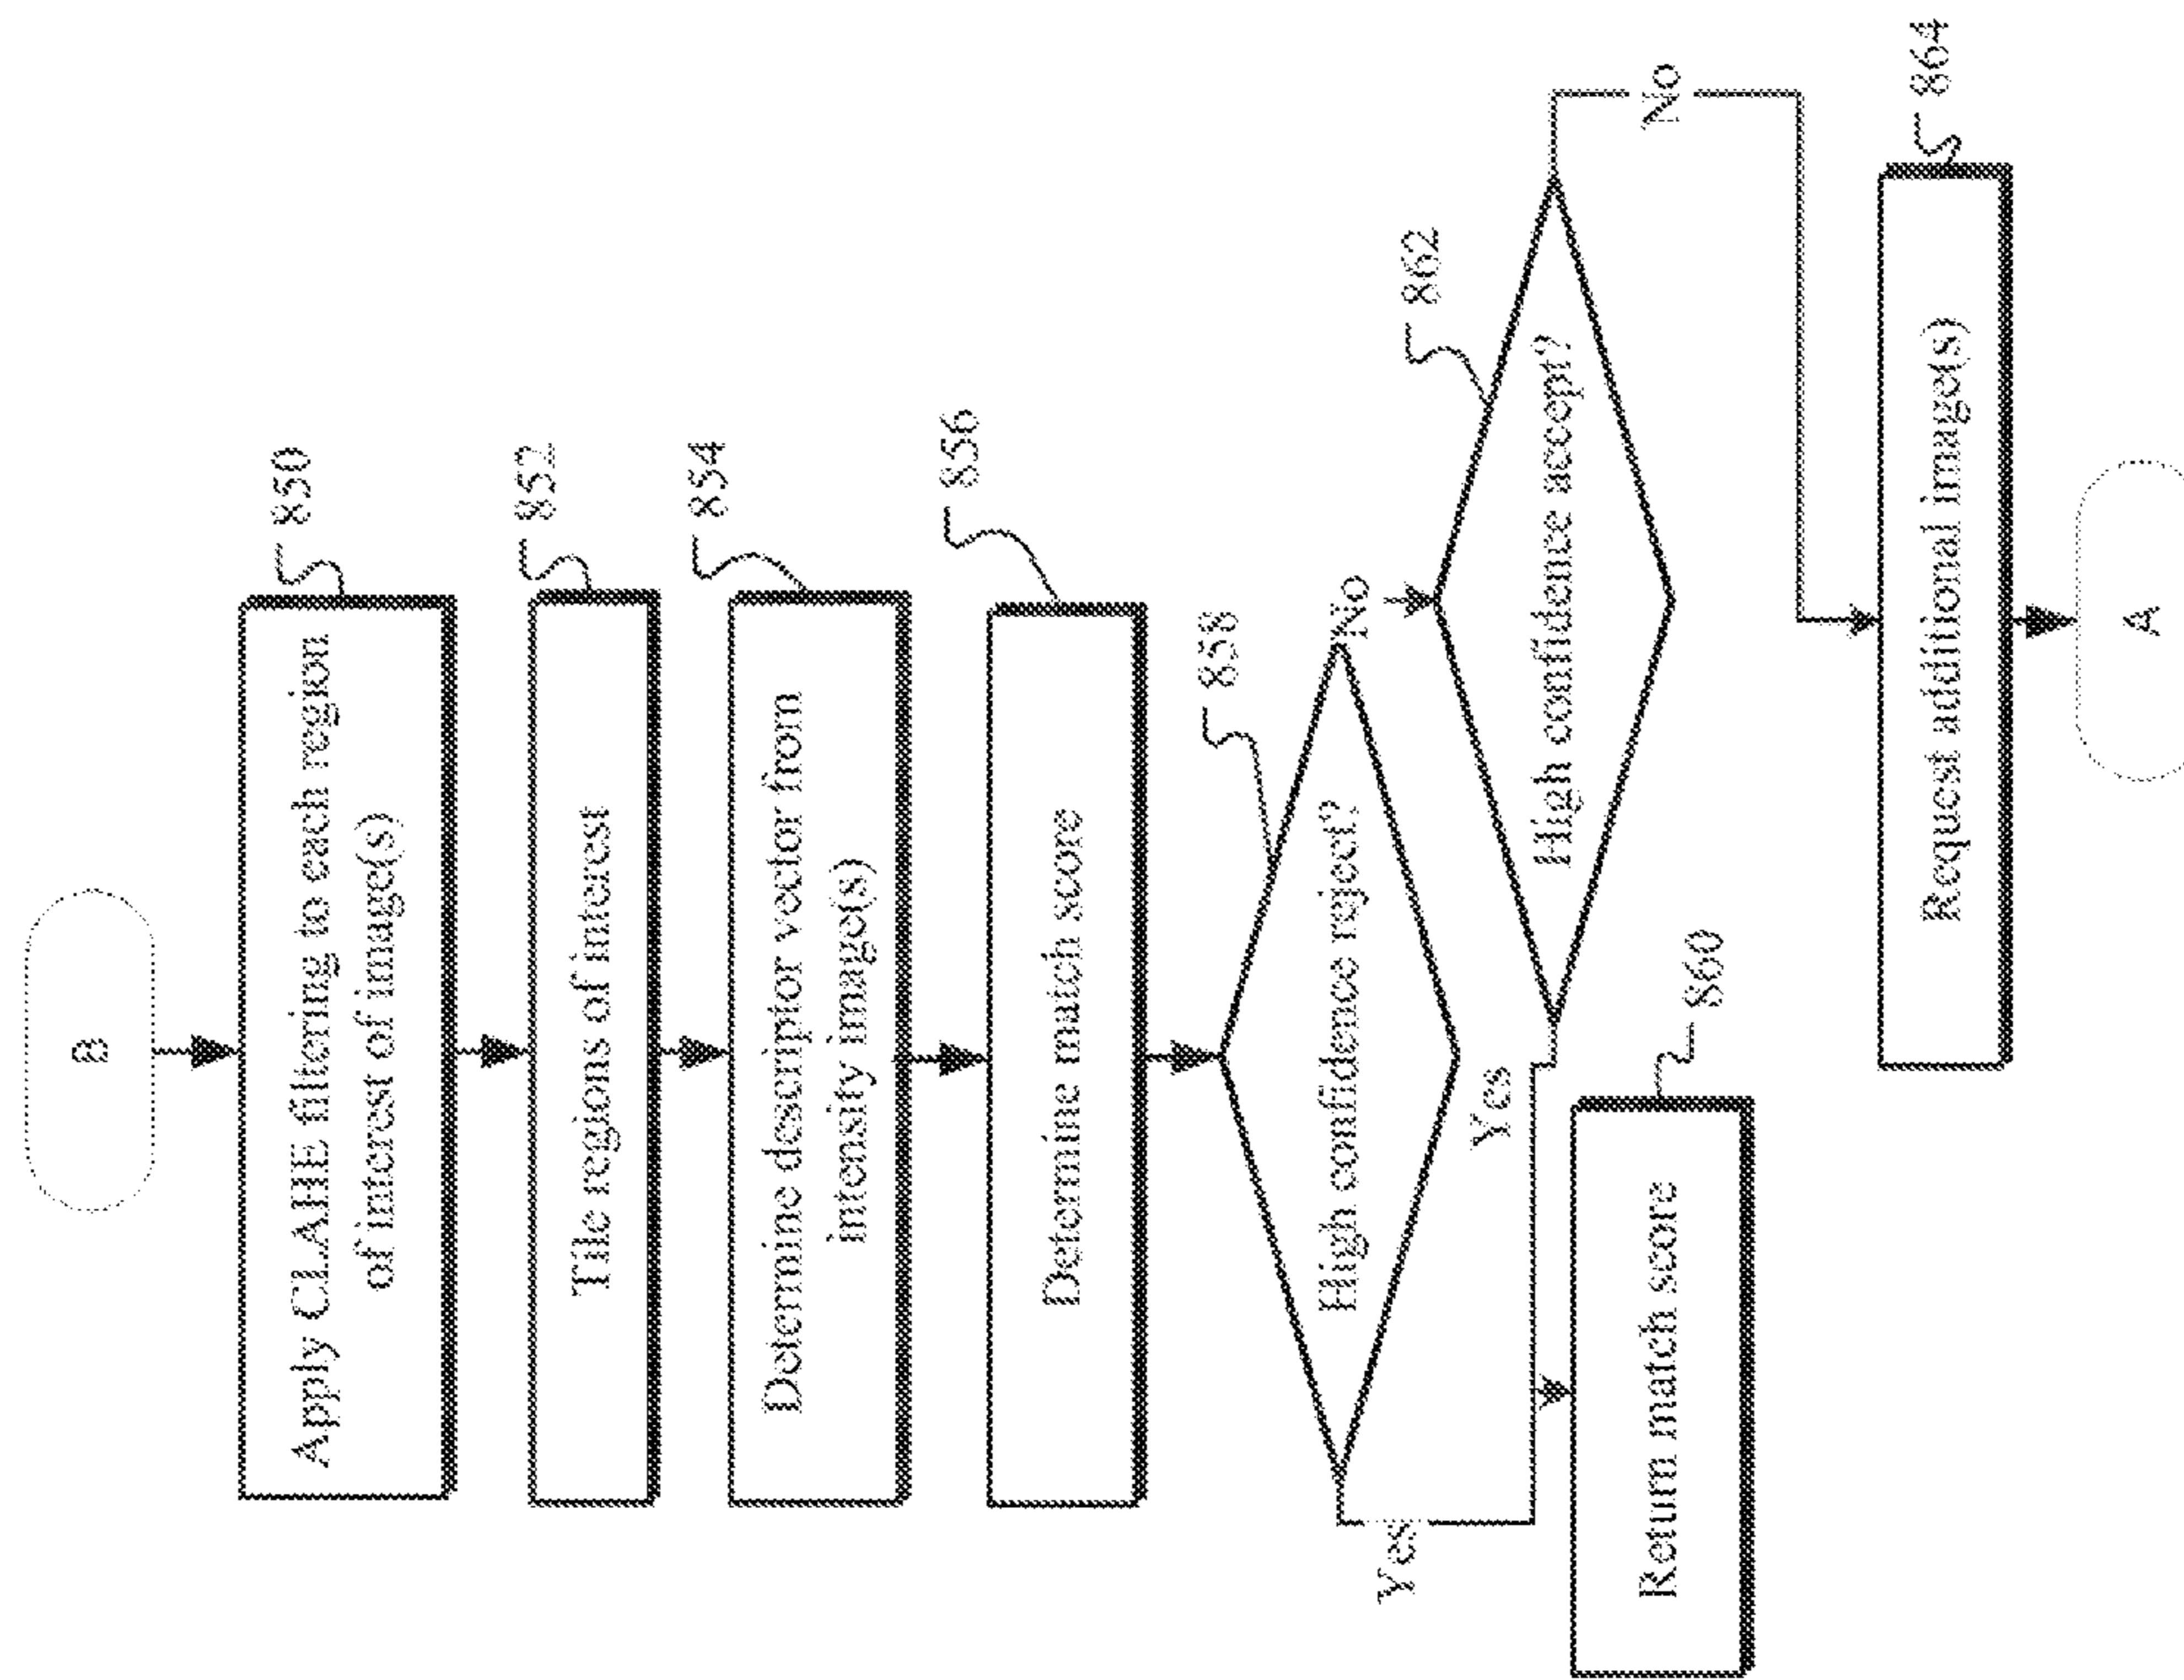 B
850
Apply CLAHE filtering to each region
of interest of image(s)
852
Tile regions of interest
854
Determine descriptor vector from
intensity image(s)
856
Determine match score
858
High confidence reject?
No
Yes
862
High confidence accept?
Yes
No
860
Return match score
864
Request additional image(s)
A